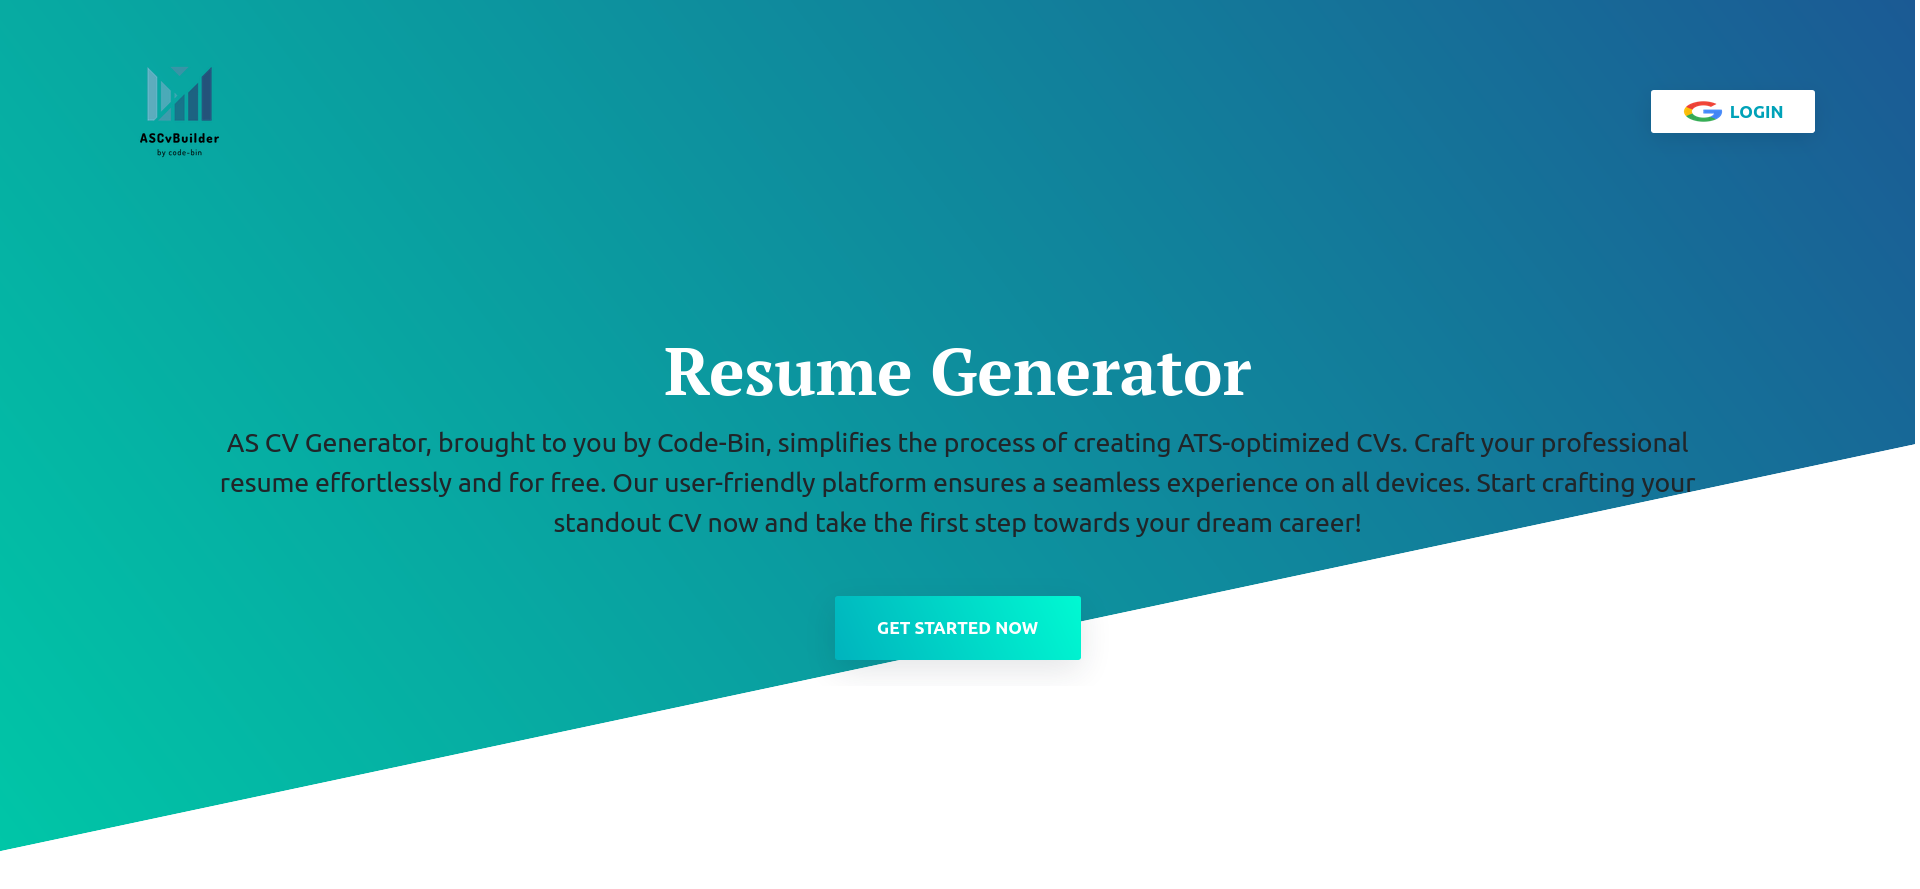 ASCvBuilder
by code-bin
LOGIN
Resume Generator
AS CV Generator, brought to you by Code-Bin, simplifies the process of creating ATS-optimized CVs. Craft your professional
resume effortlessly and for free. Our user-friendly platform ensures a seamless experience on all devices. Start crafting your
standout CV now and take the first step towards your dream career!
GET STARTED NOW